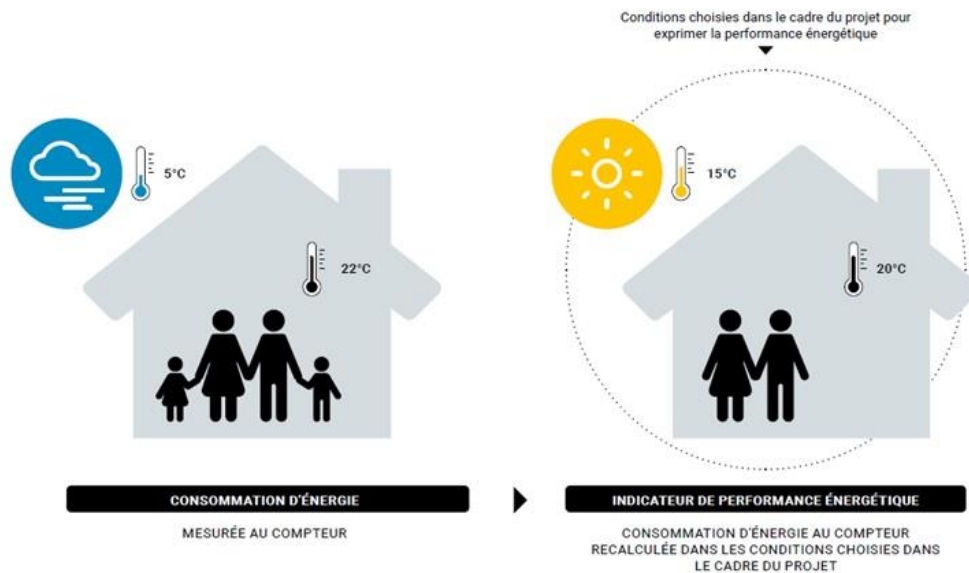 Conditions choisies dans le cadre du projet pour
exprimer la performance énergétique
5°C
22°C
15°C
20°C
CONSOMMATION D'ÉNERGIE
MESURÉE AU COMPTEUR
INDICATEUR DE PERFORMANCE ÉNERGÉTIQUE
CONSOMMATION D'ÉNERGIE AU COMPTEUR
RECALCULÉE DANS LES CONDITIONS CHOISIES DANS
LE CADRE DU PROJET